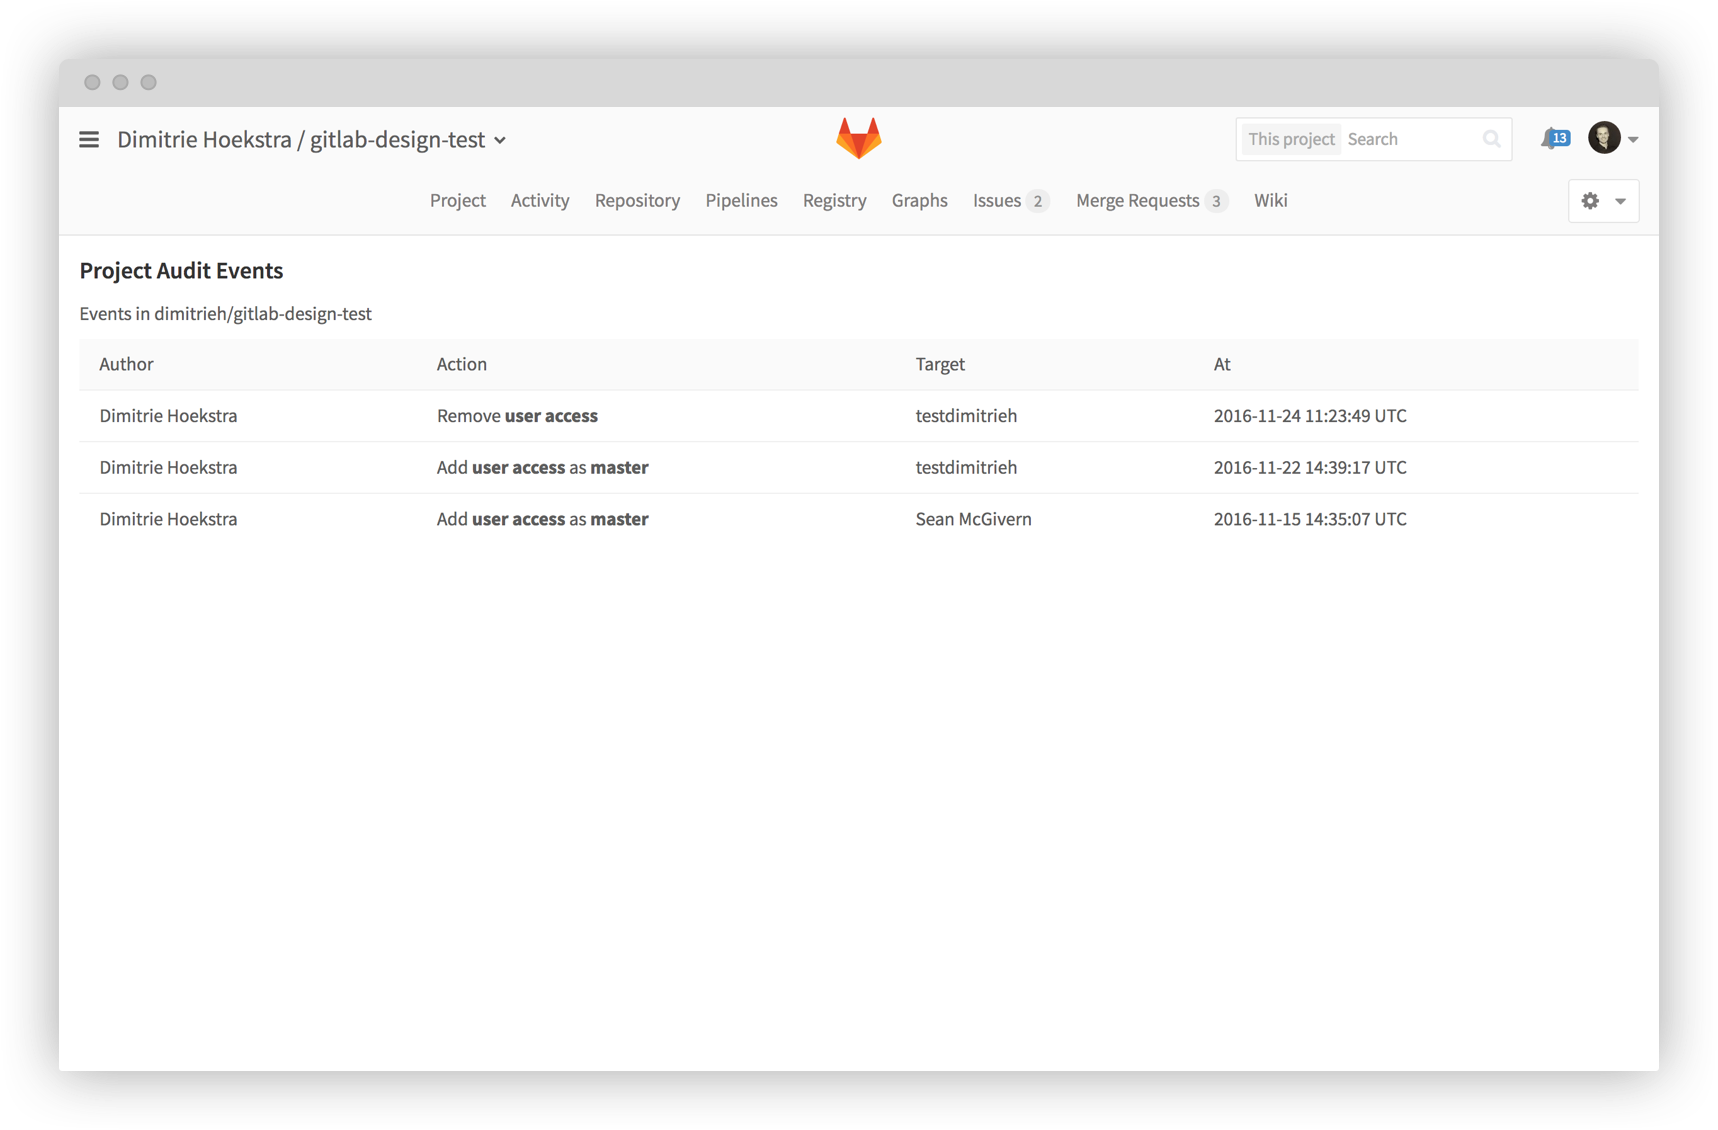 Dimitrie Hoekstra / gitlab-design-test
This project Search
13
Project Activity Repository Pipelines Registry Graphs Issues 2 Merge Requests 3 Wiki
Project Audit Events
Events in dimitrieh/gitlab-design-test
Author Action Target At
Dimitrie Hoekstra Remove user access testdimitrieh 2016-11-24 11:23:49 UTC
Dimitrie Hoekstra Add user access as master testdimitrieh 2016-11-22 14:39:17 UTC
Dimitrie Hoekstra Add user access as master Sean McGivern 2016-11-15 14:35:07 UTC